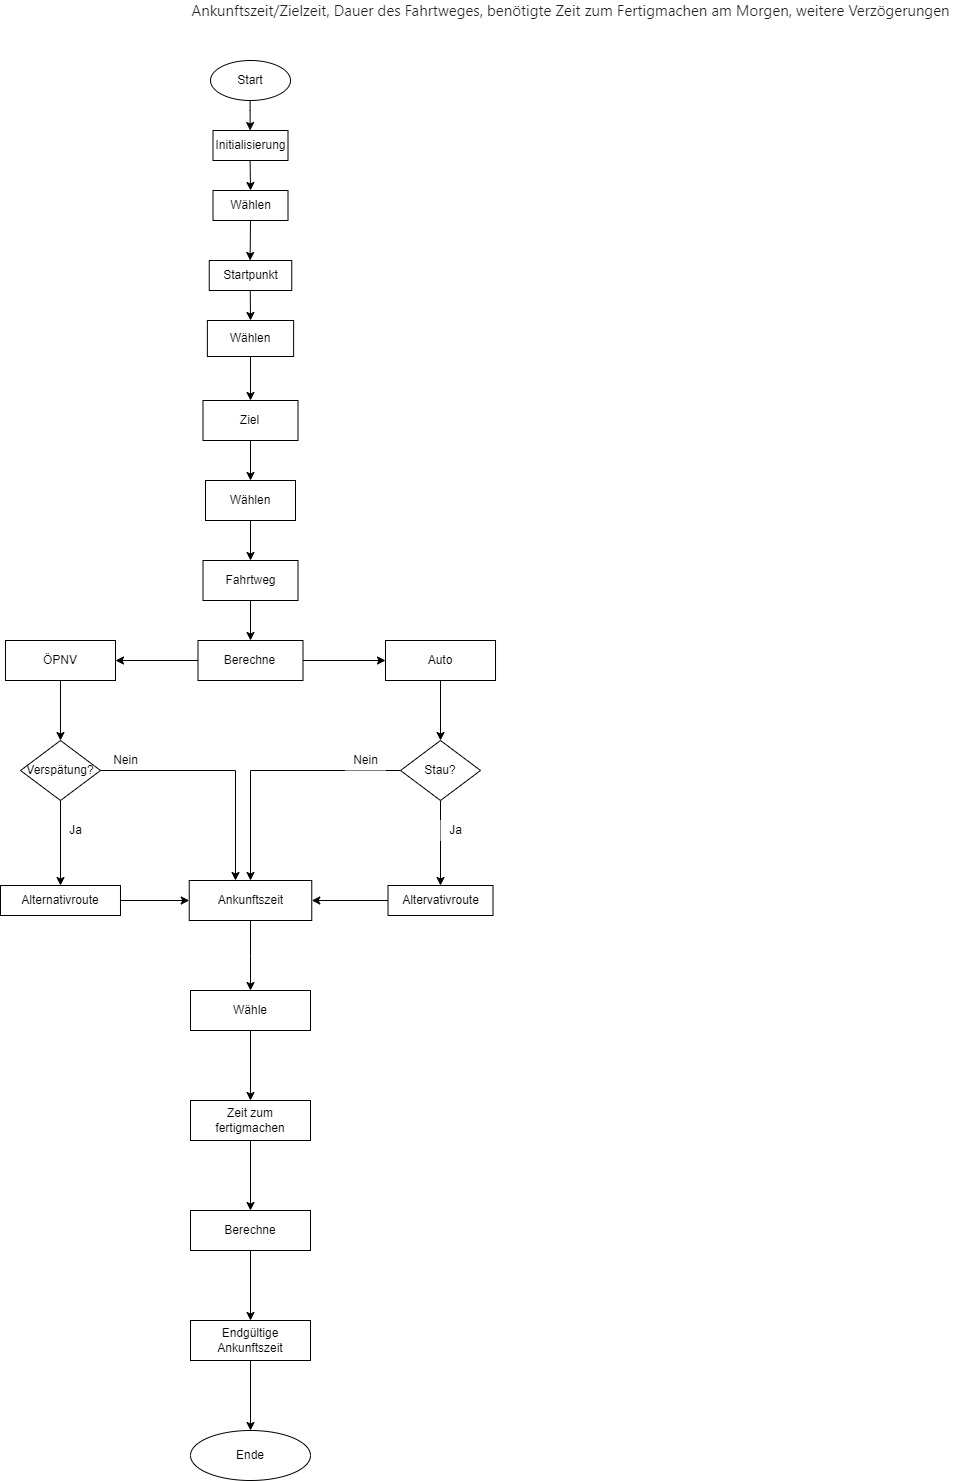 Ankunftszeit/Zielzeit, Dauer des Fahrtweges, benötigte Zeit zum Fertigmachen am Morgen, weitere Verzögerungen
Start
Initialisierung
Wählen
Startpunkt
Wählen
Ziel
Wählen
Fahrtweg
ÖPNV
Berechne
Auto
Verspätung?
Nein
Nein
Stau?
Ja
Ja
Alternativroute
Ankunftszeit
Altervativroute
Wähle
Zeit zum
fertigmachen
Berechne
Endgültige
Ankunftszeit
Ende